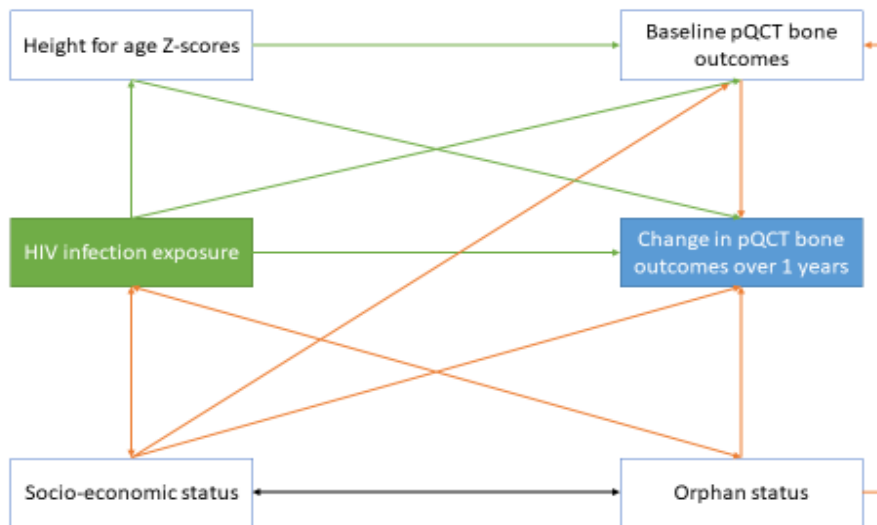 Height for age Z-scores
Baseline pQCT bone
outcomes
HIV infection exposure
Change in pQCT bone
outcomes over 1 years
Socio-economic status
Orphan status